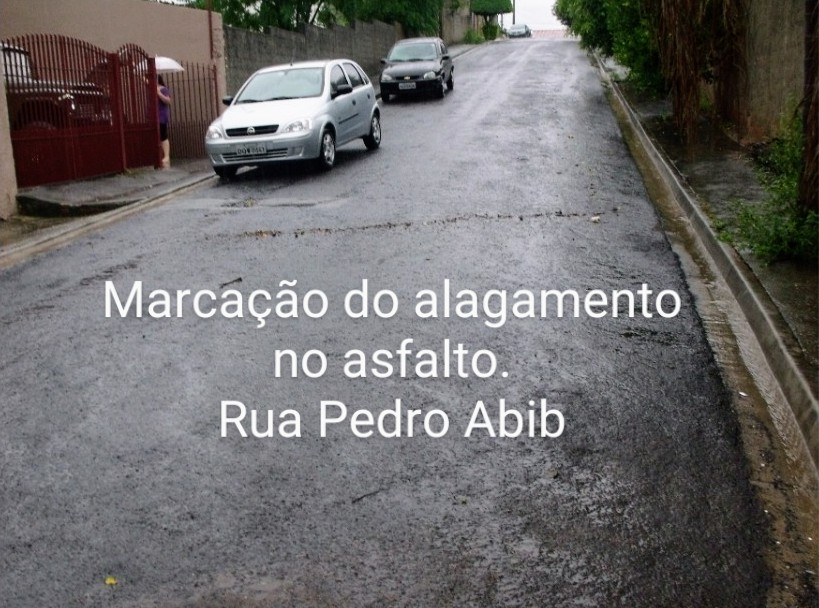 Marcação do alagamento
no asfalto.
Rua Pedro Abib